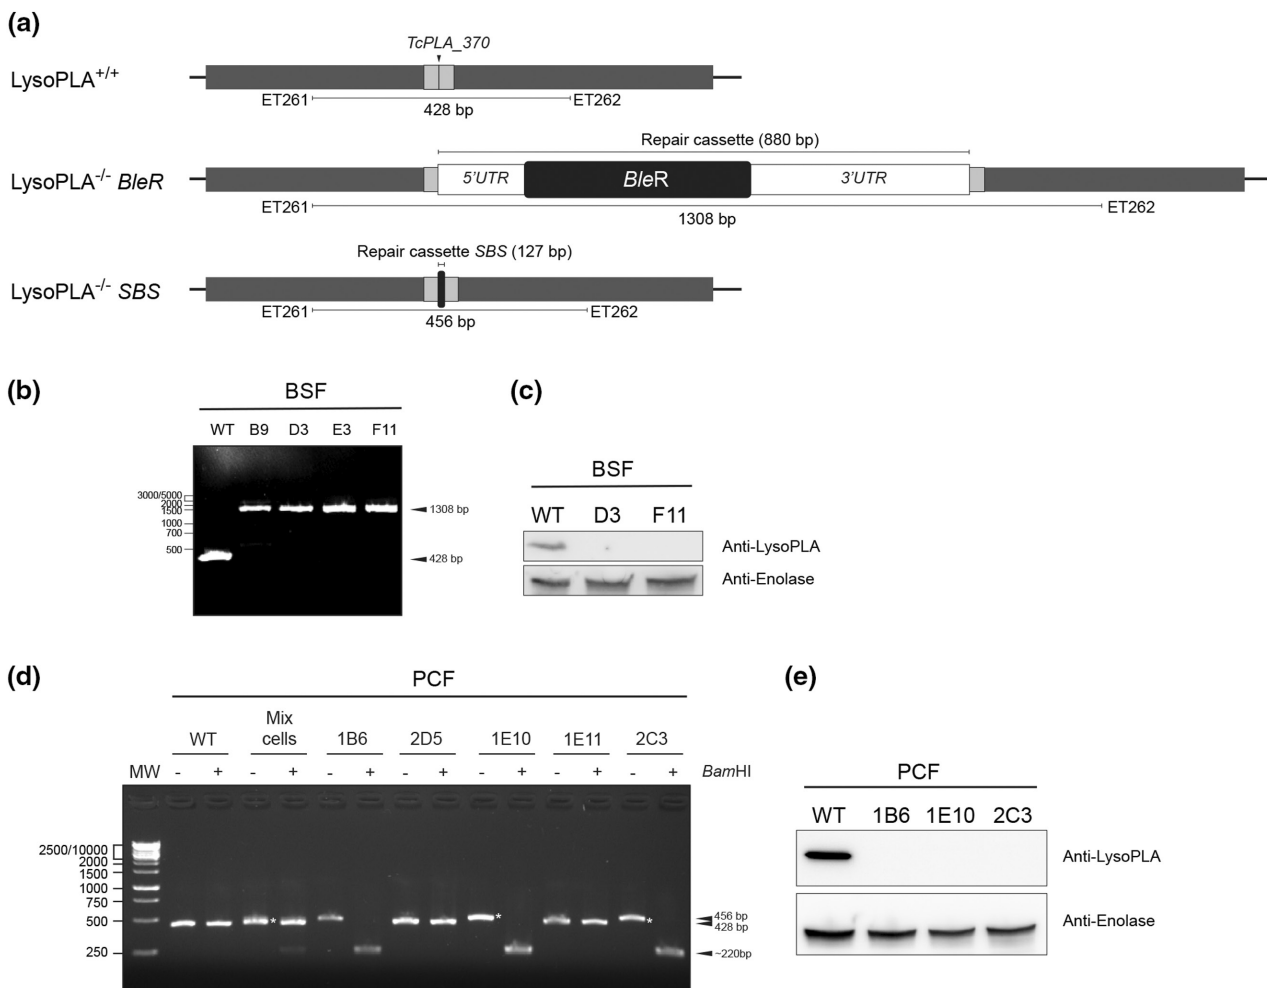 (a)
TcPLA_370
LysoPLA+/+
ET261
ET262
428 bp
Repair cassette (880 bp)
LysoPLA-/- BleR
5'UTR
BleR
3'UTR
ET261
ET262
1308 bp
Repair cassette SBS (127 bp)
LysoPLA-/- SBS
ET261
ET262
456 bp
(b)
BSF
WT B9 D3 E3 F11
3000/5000
2000
1500
1000
700
500
1308 bp
428 bp
(c)
BSF
WT D3 F11
Anti-LysoPLA
Anti-Enolase
(d)
PCF
WT Mix cells 1B6 2D5 1E10 1E11 2C3
MW - + - + - + - + - + - + - + BamHI
2500/10000
2000
1500
1000
750
500
250
* * *
456 bp
428 bp
~220bp
(e)
PCF
WT 1B6 1E10 2C3
Anti-LysoPLA
Anti-Enolase